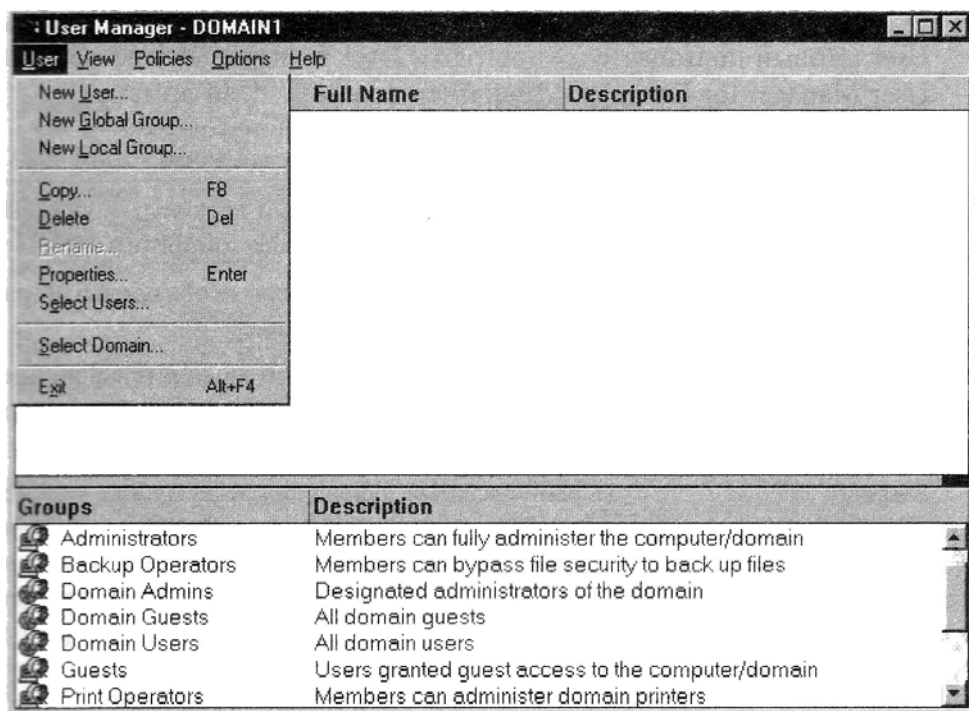 User Manager - DOMAIN1
User View Policies Options Help
New User...
New Global Group...
New Local Group...
Copy... F8
Delete Del
Rename...
Properties... Enter
Select Users...
Select Domain...
Exit Alt+F4
Full Name Description
Groups Description
Administrators Members can fully administer the computer/domain
Backup Operators Members can bypass file security to back up files
Domain Admins Designated administrators of the domain
Domain Guests All domain guests
Domain Users All domain users
Guests Users granted guest access to the computer/domain
Print Operators Members can administer domain printers